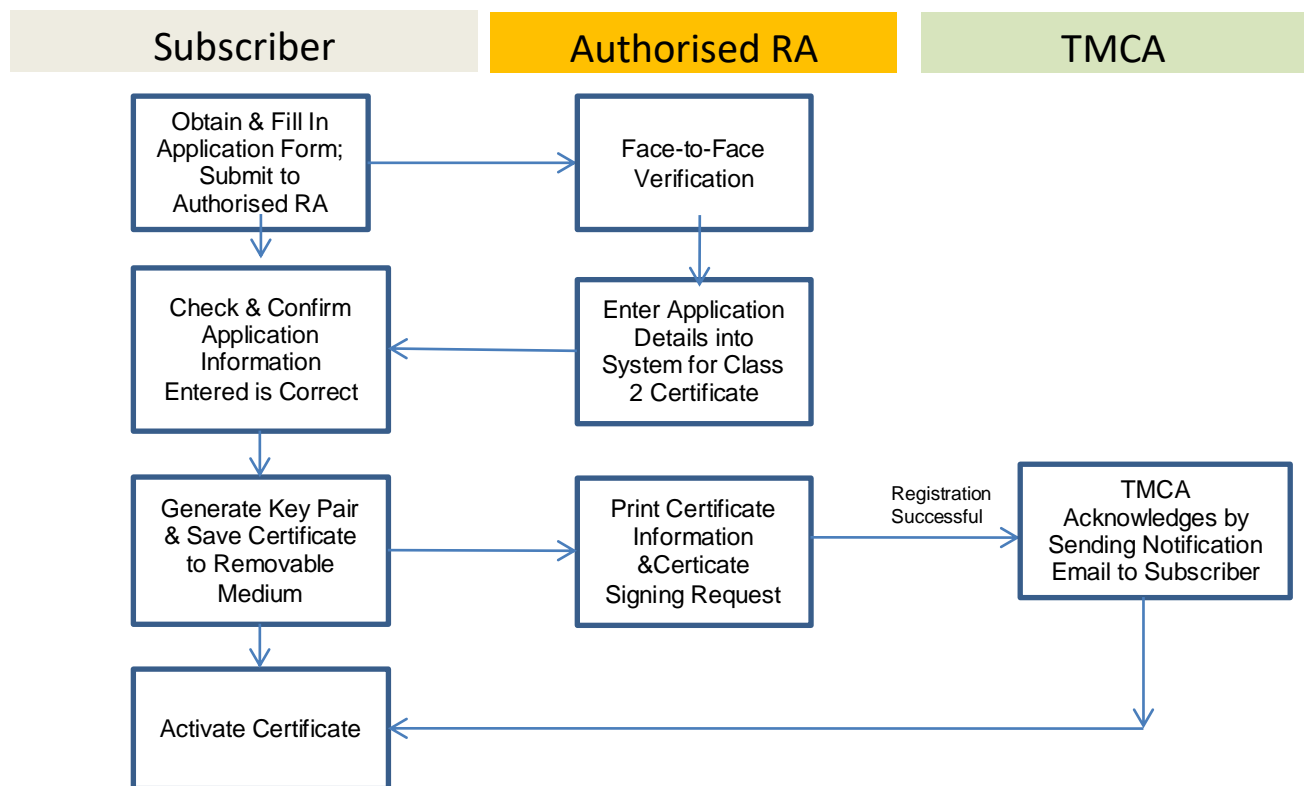 Subscriber
Authorised RA
TMCA
Obtain & Fill In
Application Form;
Submit to
Authorised RA
Face-to-Face
Verification
Check & Confirm
Application
Information
Entered is Correct
Enter Application
Details into
System for Class
2 Certificate
Generate Key Pair
& Save Certificate
to Removable
Medium
Print Certificate
Information
&Certicate
Signing Request
Registration
Successful
TMCA
Acknowledges by
Sending Notification
Email to Subscriber
Activate Certificate